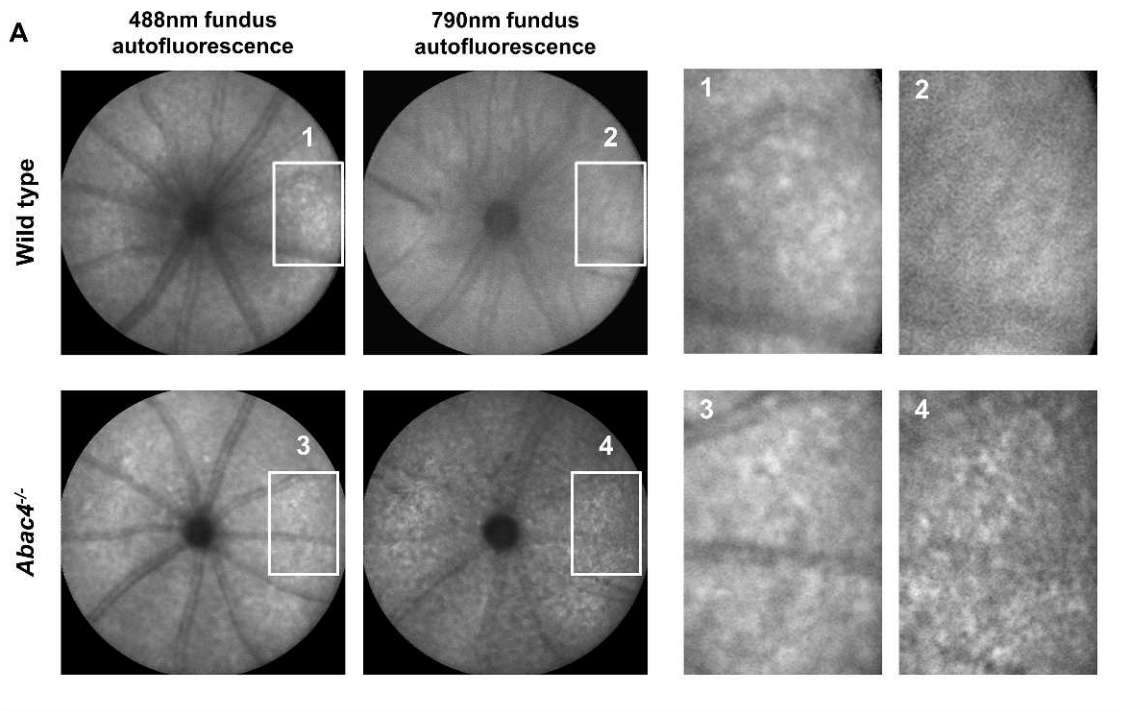 A
488nm fundus
autofluorescence
790nm fundus
autofluorescence
Wild type
1
2
1
2
Abac4-/-
3
4
3
4